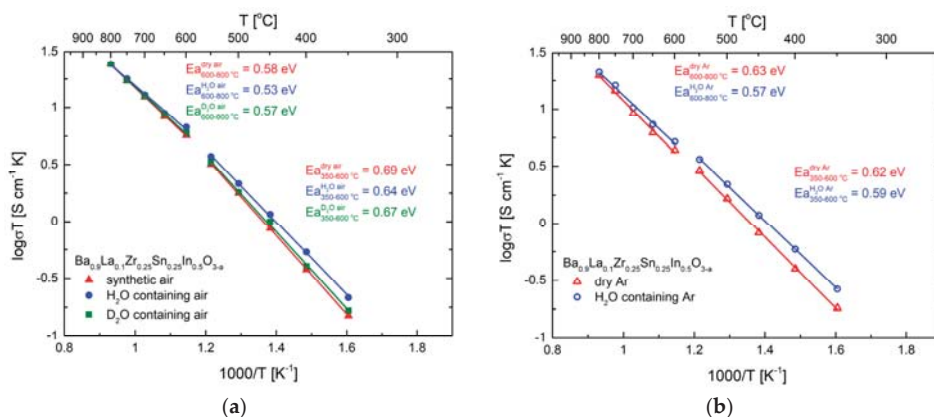 T [°C]
900 800 700 600 500 400 300
1.5
1.0
0.5
0
-0.5
-1
logσT [S cm⁻¹ K]
Ea^{dry air}_{600-800 °C} = 0.58 eV
Ea^{H₂O air}_{600-800 °C} = 0.53 eV
Ea^{D₂O air}_{600-800 °C} = 0.57 eV
Ea^{dry air}_{350-600 °C} = 0.69 eV
Ea^{H₂O air}_{350-600 °C} = 0.64 eV
Ea^{D₂O air}_{350-600 °C} = 0.67 eV
Ba₀.₉La₀.₁Zr₀.₂₅Sn₀.₂₅In₀.₅O₃₋ₐ
synthetic air
H₂O containing air
D₂O containing air
0.8 1 1.2 1.4 1.6 1.8
1000/T [K⁻¹]
(a)
T [°C]
900 800 700 600 500 400 300
1.5
1.0
0.5
0
-0.5
-1
logσT [S cm⁻¹ K]
Ea^{dry Ar}_{600-800 °C} = 0.63 eV
Ea^{H₂O Ar}_{600-800 °C} = 0.57 eV
Ea^{dry Ar}_{350-600 °C} = 0.62 eV
Ea^{H₂O Ar}_{350-600 °C} = 0.59 eV
Ba₀.₉La₀.₁Zr₀.₂₅Sn₀.₂₅In₀.₅O₃₋ₐ
dry Ar
H₂O containing Ar
0.8 1 1.2 1.4 1.6 1.8
1000/T [K⁻¹]
(b)